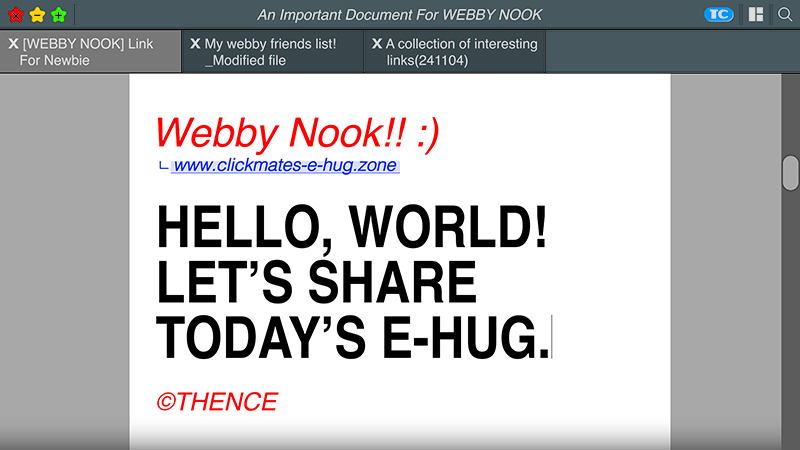 An Important Document For WEBBY NOOK
TC
X [WEBBY NOOK] Link
For Newbie
X My webby friends list!
_Modified file
X A collection of interesting
links(241104)
Webby Nook!! :)
ㄴ www.clickmates-e-hug.zone
HELLO, WORLD!
LET’S SHARE
TODAY’S E-HUG.
©THENCE